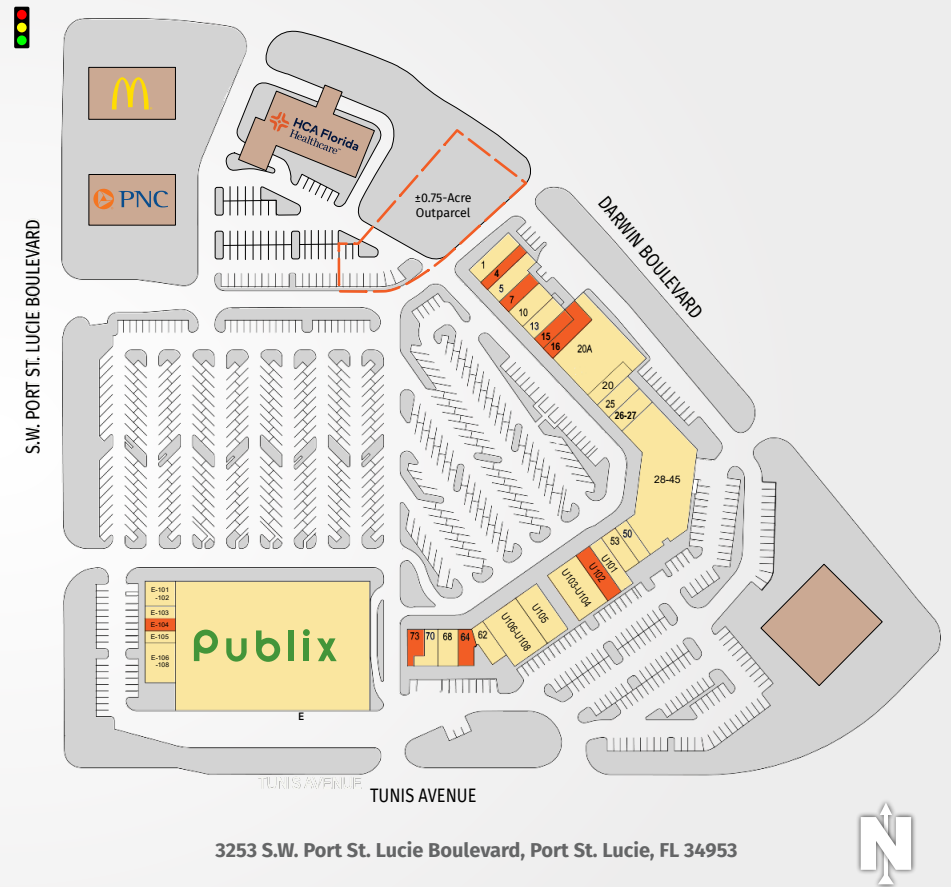 HCA Florida
Healthcare™
PNC
±0.75-Acre
Outparcel
S.W. PORT ST. LUCIE BOULEVARD
DARWIN BOULEVARD
1
4
5
7
10
13
15
16
20A
20
25
26-27
28-45
50
53
U101
U102
U103-U104
U105
U106-U108
62
64
68
70
73
E-101
-102
E-103
E-104
E-105
E-106
-108
Publix
E
TUNIS AVENUE
TUNIS AVENUE
3253 S.W. Port St. Lucie Boulevard, Port St. Lucie, FL 34953
N